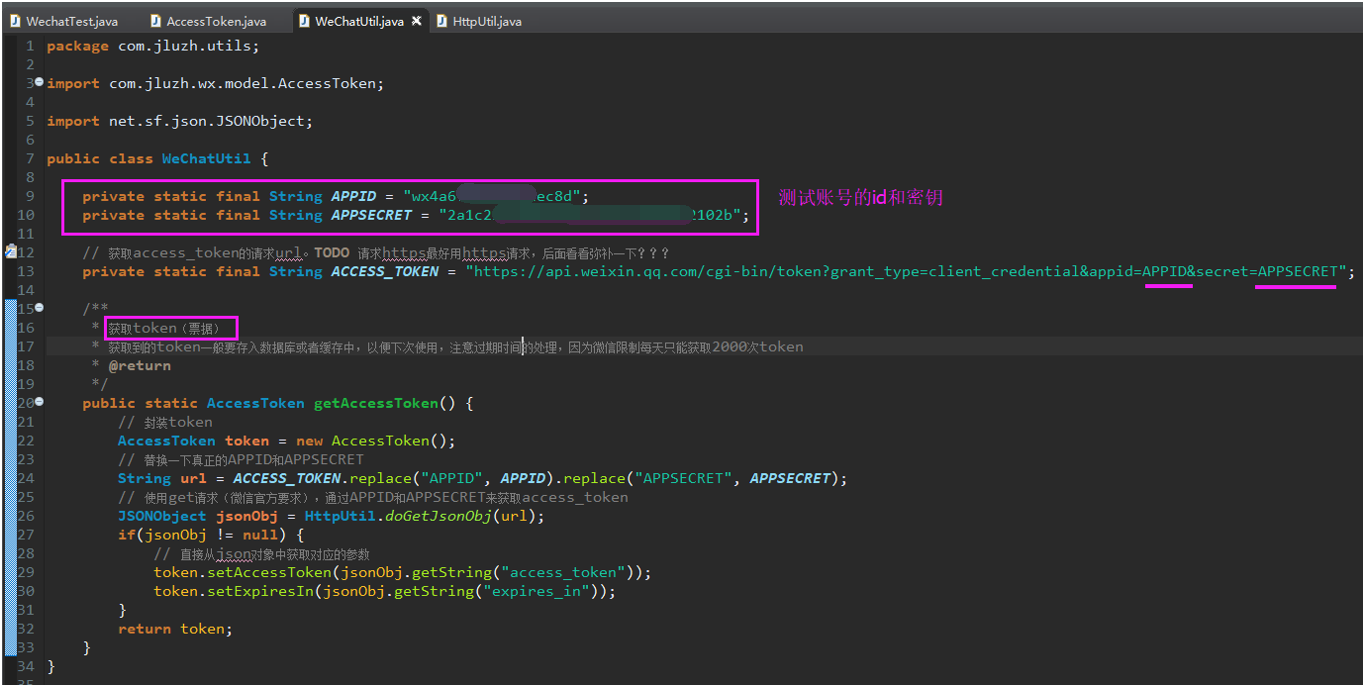 WechatTest.java AccessToken.java WeChatUtil.java HttpUtil.java
1 package com.jluzh.utils;
2
3 import com.jluzh.wx.model.AccessToken;
4
5 import net.sf.json.JSONObject;
6
7 public class WeChatUtil {
8
9 private static final String APPID = "wx4a6 ec8d"; 测试账号的id和密钥
10 private static final String APPSECRET = "2a1c2 2102b";
11
12 // 获取access_token的请求url。TODO 请求https最好用https请求，后面看看弥补一下？？？
13 private static final String ACCESS_TOKEN = "https://api.weixin.qq.com/cgi-bin/token?grant_type=client_credential&appid=APPID&secret=APPSECRET";
14
15 /**
16 * 获取token（票据）
17 * 获取到的token一般要存入数据库或者缓存中，以便下次使用，注意过期时间的处理，因为微信限制每天只能获取2000次token
18 * @return
19 */
20 public static AccessToken getAccessToken() {
21 // 封装token
22 AccessToken token = new AccessToken();
23 // 替换一下真正的APPID和APPSECRET
24 String url = ACCESS_TOKEN.replace("APPID", APPID).replace("APPSECRET", APPSECRET);
25 // 使用get请求（微信官方要求），通过APPID和APPSECRET来获取access_token
26 JSONObject jsonObj = HttpUtil.doGetJsonObj(url);
27 if(jsonObj != null) {
28 // 直接从json对象中获取对应的参数
29 token.setAccessToken(jsonObj.getString("access_token"));
30 token.setExpiresIn(jsonObj.getString("expires_in"));
31 }
32 return token;
33 }
34 }
35